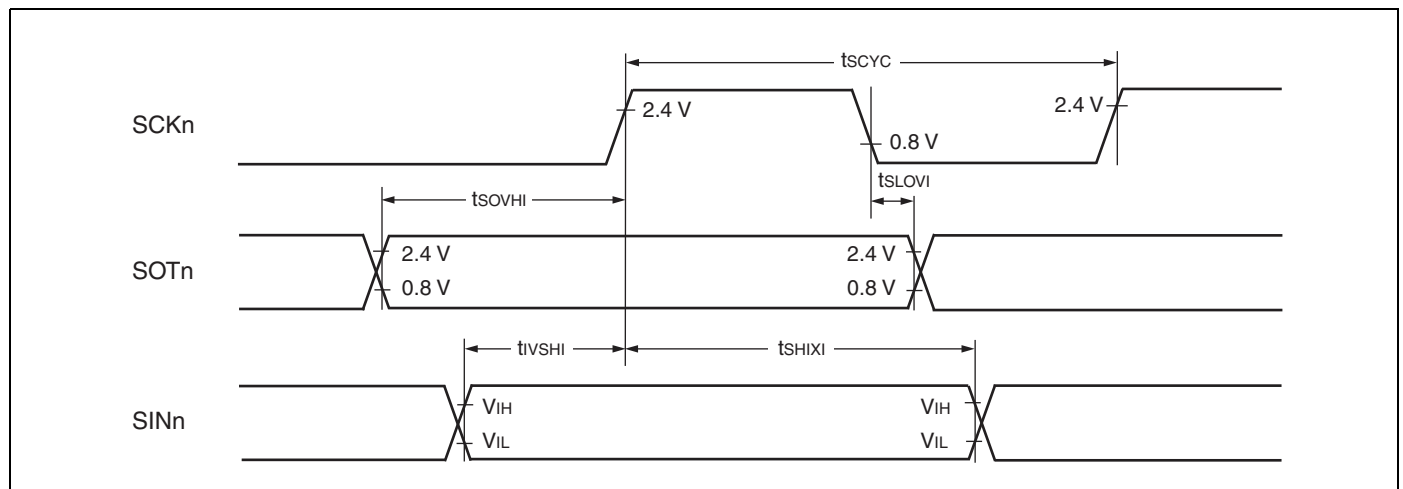 tSCYC
SCKn
2.4 V
2.4 V
0.8 V
tSLOVI
tSOVHI
SOTn
2.4 V
2.4 V
0.8 V
0.8 V
tIVSHI
tSHIXI
SINn
VIH
VIH
VIL
VIL